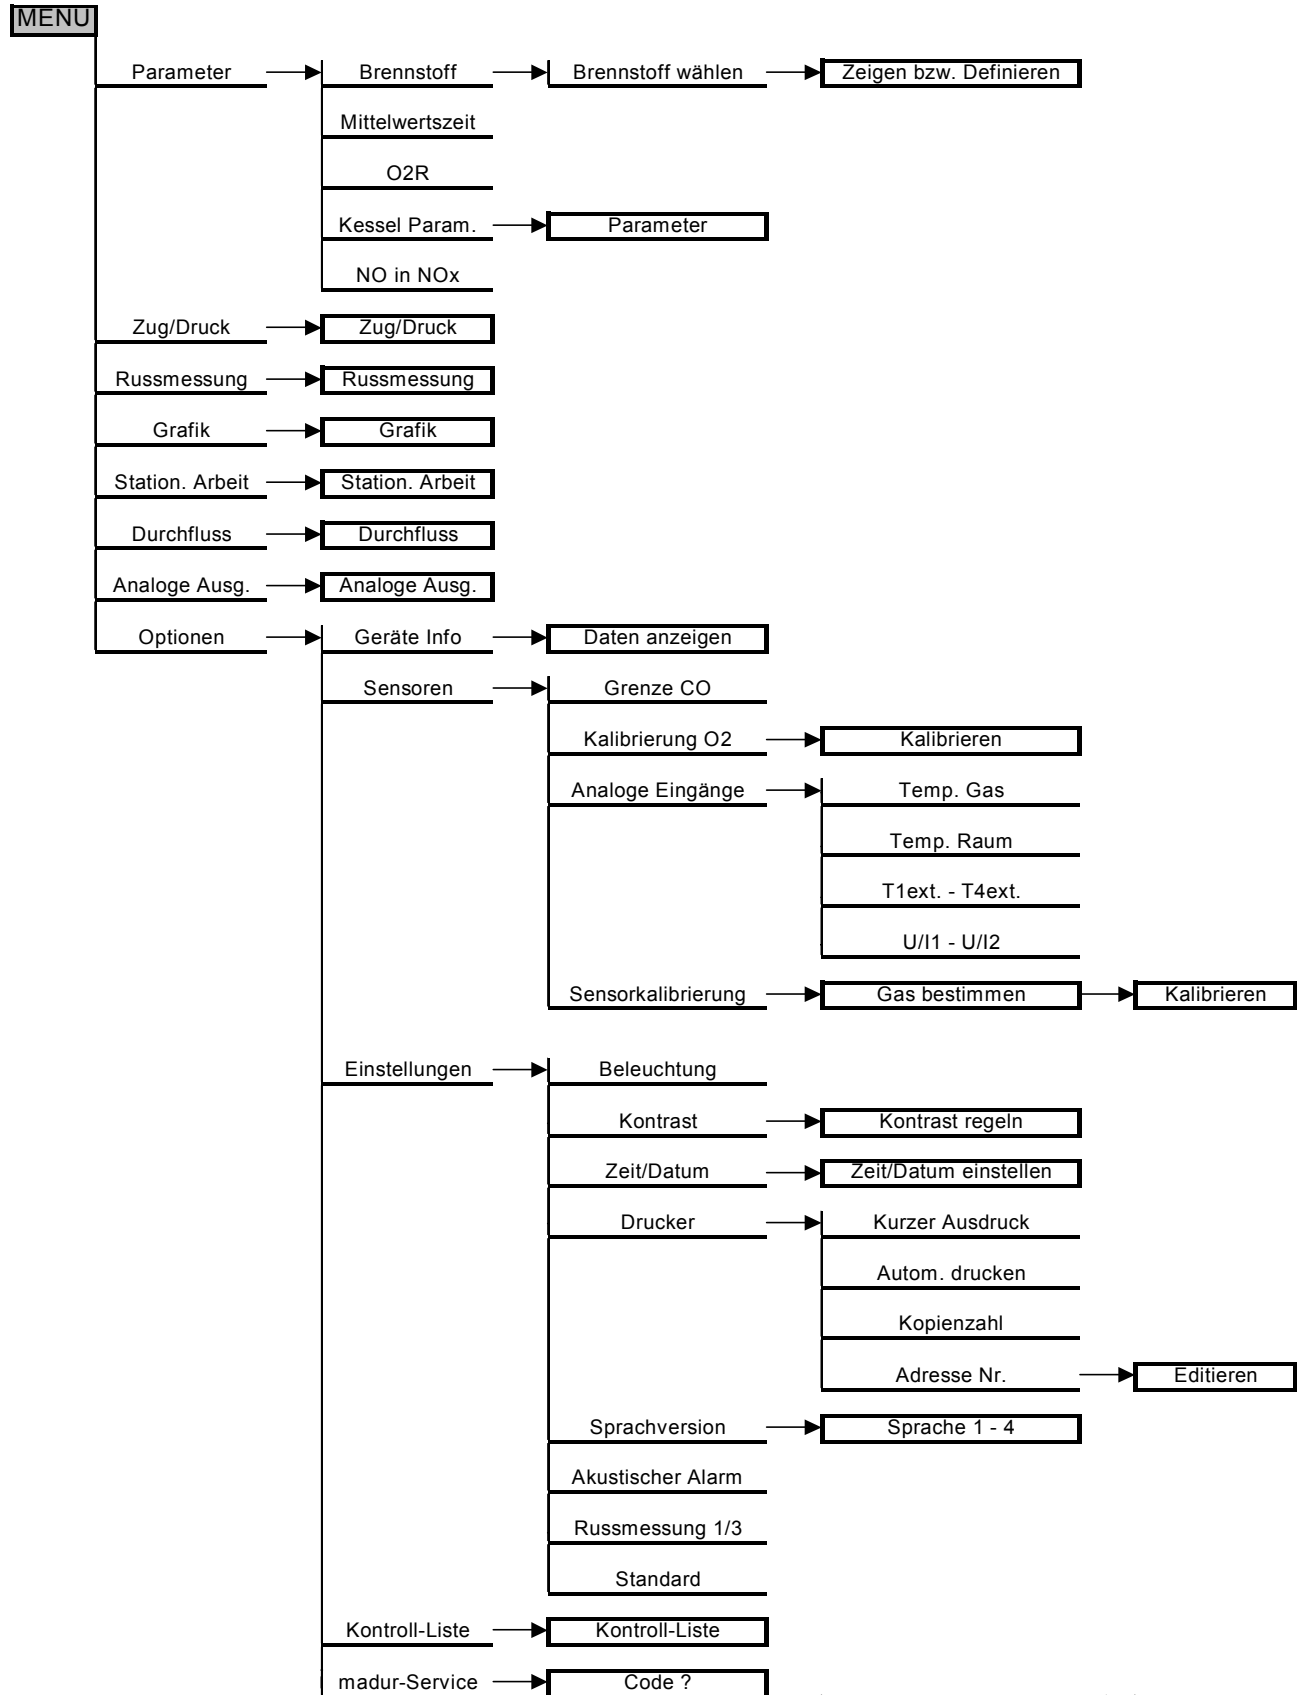 MENU
Parameter Brennstoff Brennstoff wählen Zeigen bzw. Definieren
Mittelwertszeit
O2R
Kessel Param. Parameter
NO in NOx
Zug/Druck Zug/Druck
Russmessung Russmessung
Grafik Grafik
Station. Arbeit Station. Arbeit
Durchfluss Durchfluss
Analoge Ausg. Analoge Ausg.
Optionen Geräte Info Daten anzeigen
Sensoren Grenze CO
Kalibrierung O2 Kalibrieren
Analoge Eingänge Temp. Gas
Temp. Raum
T1ext. - T4ext.
U/I1 - U/I2
Sensorkalibrierung Gas bestimmen Kalibrieren
Einstellungen Beleuchtung
Kontrast Kontrast regeln
Zeit/Datum Zeit/Datum einstellen
Drucker Kurzer Ausdruck
Autom. drucken
Kopienzahl
Adresse Nr. Editieren
Sprachversion Sprache 1 - 4
Akustischer Alarm
Russmessung 1/3
Standard
Kontroll-Liste Kontroll-Liste
madur-Service Code ?